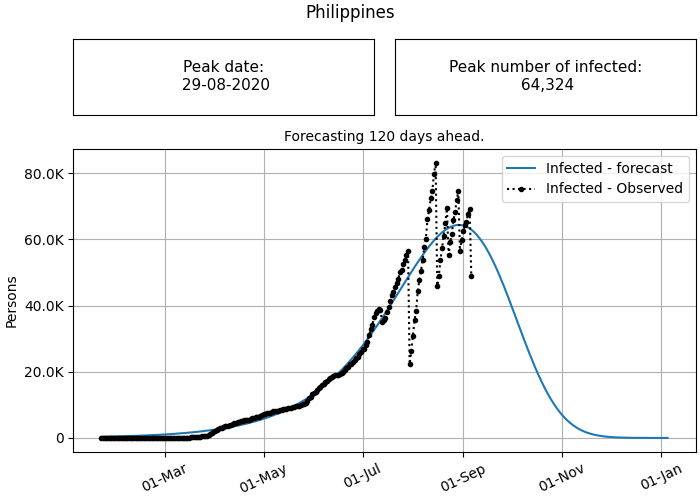 Philippines
Peak date:
29-08-2020
Peak number of infected:
64,324
Forecasting 120 days ahead.
Infected - forecast
Infected - Observed
80.0K
60.0K
40.0K
20.0K
0
Persons
01-Mar
01-May
01-Jul
01-Sep
01-Nov
01-Jan